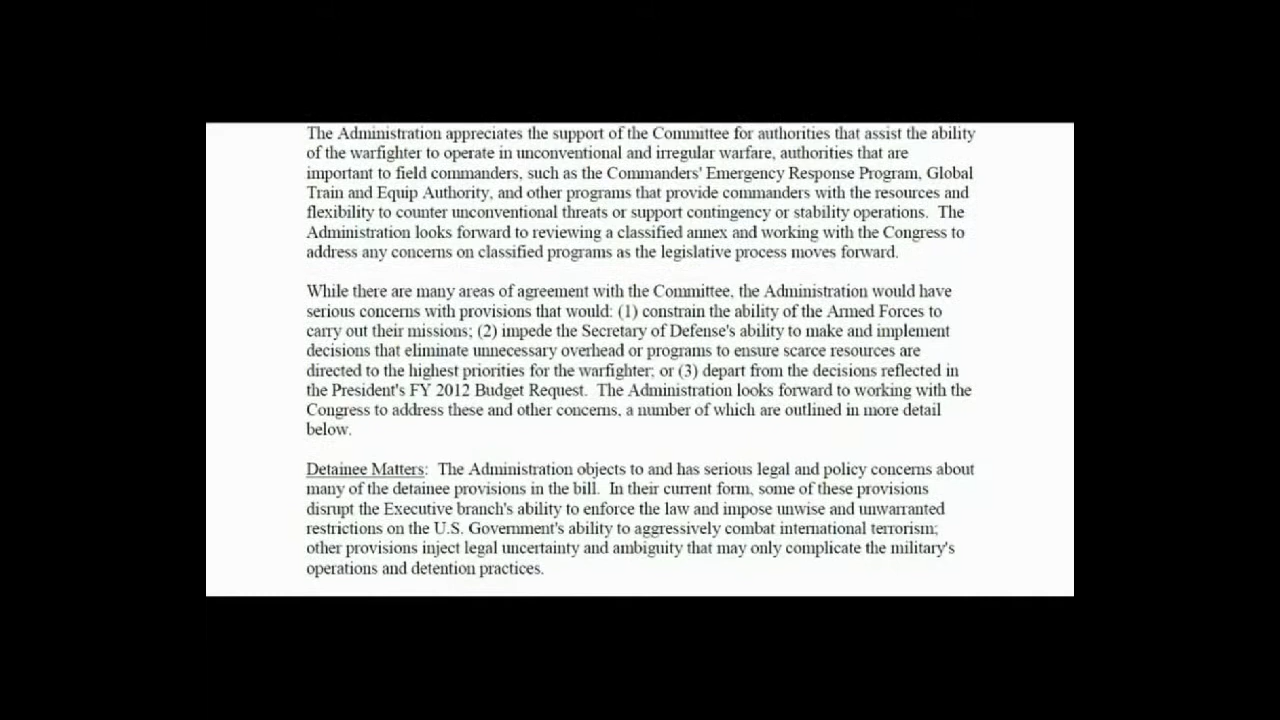 The Administration appreciates the support of the Committee for authorities that assist the ability
of the warfighter to operate in unconventional and irregular warfare, authorities that are
important to field commanders, such as the Commanders' Emergency Response Program, Global
Train and Equip Authority, and other programs that provide commanders with the resources and
flexibility to counter unconventional threats or support contingency or stability operations.  The
Administration looks forward to reviewing a classified annex and working with the Congress to
address any concerns on classified programs as the legislative process moves forward.
While there are many areas of agreement with the Committee, the Administration would have
serious concerns with provisions that would: (1) constrain the ability of the Armed Forces to
carry out their missions; (2) impede the Secretary of Defense's ability to make and implement
decisions that eliminate unnecessary overhead or programs to ensure scarce resources are
directed to the highest priorities for the warfighter; or (3) depart from the decisions reflected in
the President's FY 2012 Budget Request.  The Administration looks forward to working with the
Congress to address these and other concerns, a number of which are outlined in more detail
below.
Detainee Matters:  The Administration objects to and has serious legal and policy concerns about
many of the detainee provisions in the bill.  In their current form, some of these provisions
disrupt the Executive branch's ability to enforce the law and impose unwise and unwarranted
restrictions on the U.S. Government's ability to aggressively combat international terrorism;
other provisions inject legal uncertainty and ambiguity that may only complicate the military's
operations and detention practices.